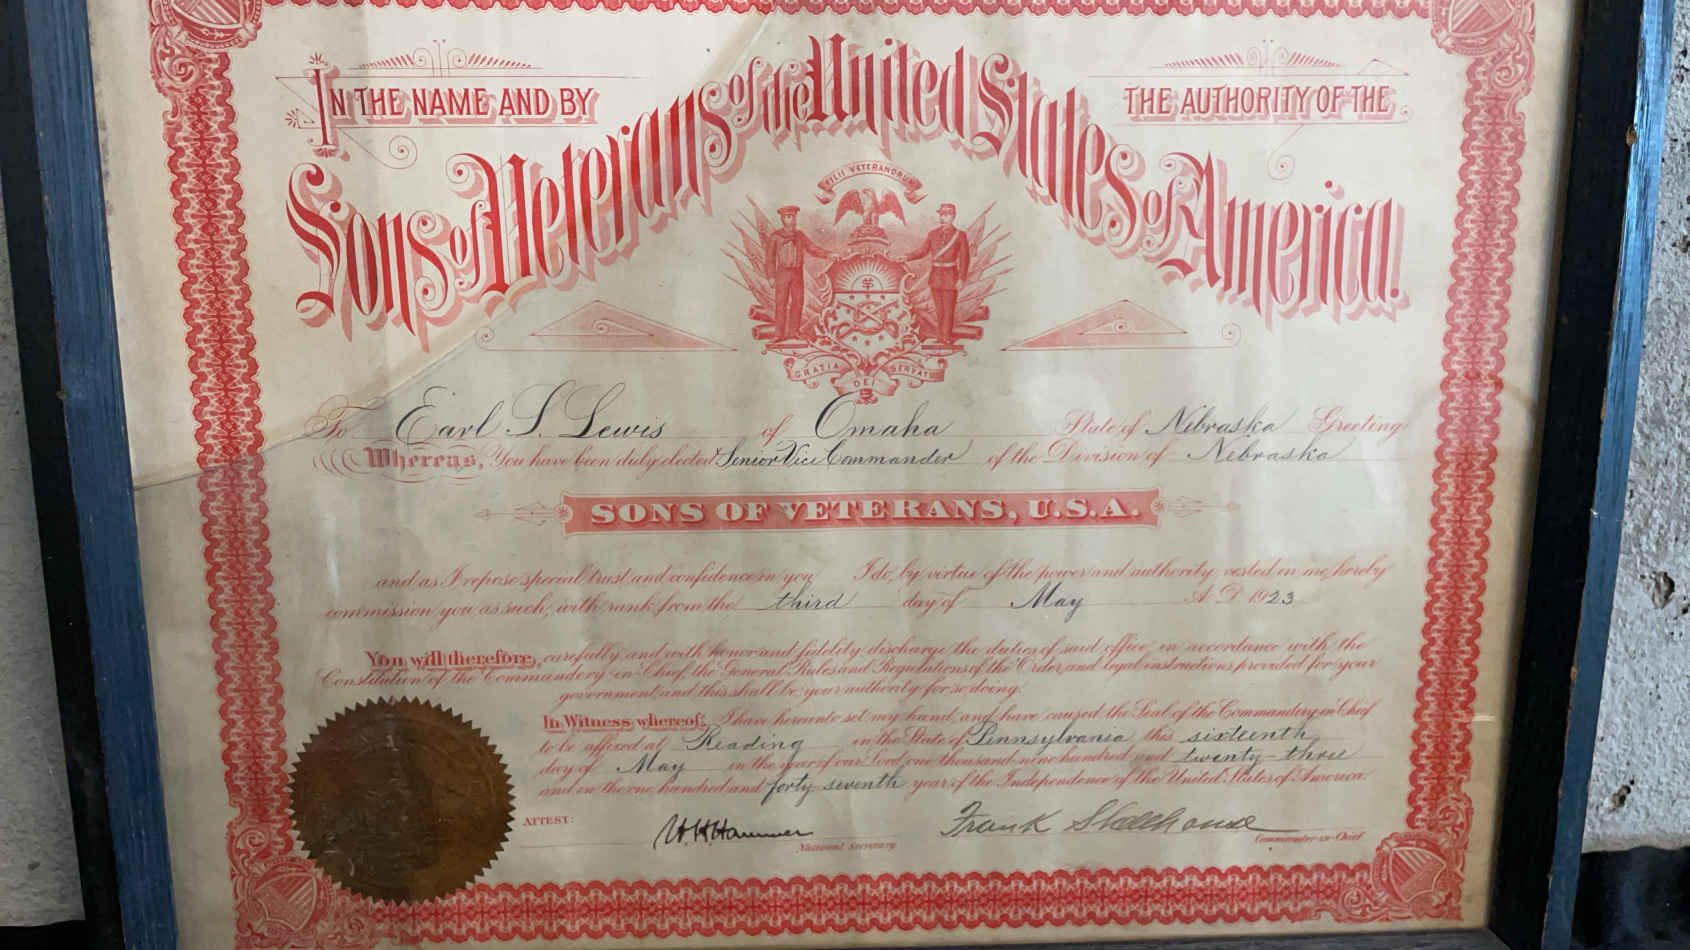 IN THE NAME AND BY
THE AUTHORITY OF THE
Sons of Veterans of the United States of America.
FILII VETERANORUM
SV
GRATIA DEI SERVATUS
To Earl S. Lewis of Omaha State of Nebraska Greeting
Whereas, You have been duly elected Senior Vice Commander of the Division of Nebraska
SONS OF VETERANS, U.S.A.
and as I repose special trust and confidence in you I do, by virtue of the power and authority vested in me, hereby
commission you as such, with rank from the third day of May A.D. 1923
You will therefore, carefully and with honor and fidelity discharge the duties of said office, in accordance with the
Constitution of the Commandery-in-Chief, the General Rules and Regulations of the Order, and legal instructions provided for your
government, and this shall be your authority for so doing.
In Witness whereof: I have hereunto set my hand, and have caused the Seal of the Commandery-in-Chief
to be affixed at Reading in the State of Pennsylvania this sixteenth
day of May in the year of our Lord, one thousand nine hundred and twenty-three
and in the one hundred and forty seventh year of the Independence of the United States of America.
ATTEST:
H.H. Hammer
Frank Shellhouse
National Secretary
Commander-in-Chief